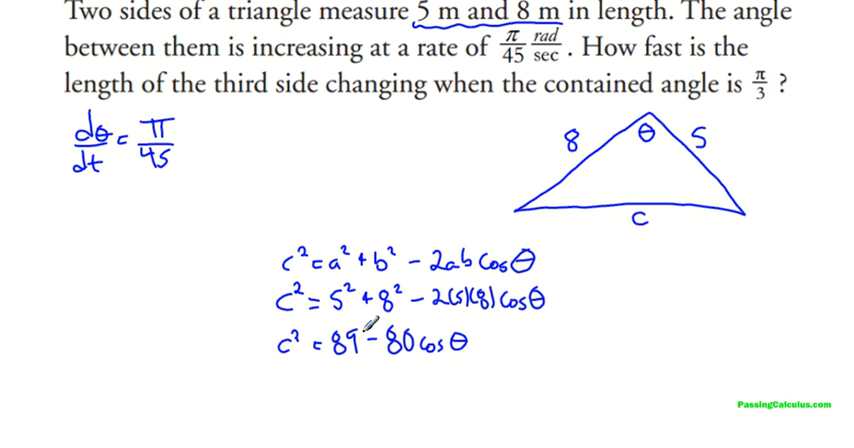 Two sides of a triangle measure 5 m and 8 m in length. The angle
between them is increasing at a rate of π/45 rad/sec . How fast is the
length of the third side changing when the contained angle is π/3 ?
dθ/dt = π/45
8 θ 5
c
c² = a² + b² - 2ab cosθ
c² = 5² + 8² - 2(5)(8) cosθ
c² = 89 - 80 cosθ
PassingCalculus.com